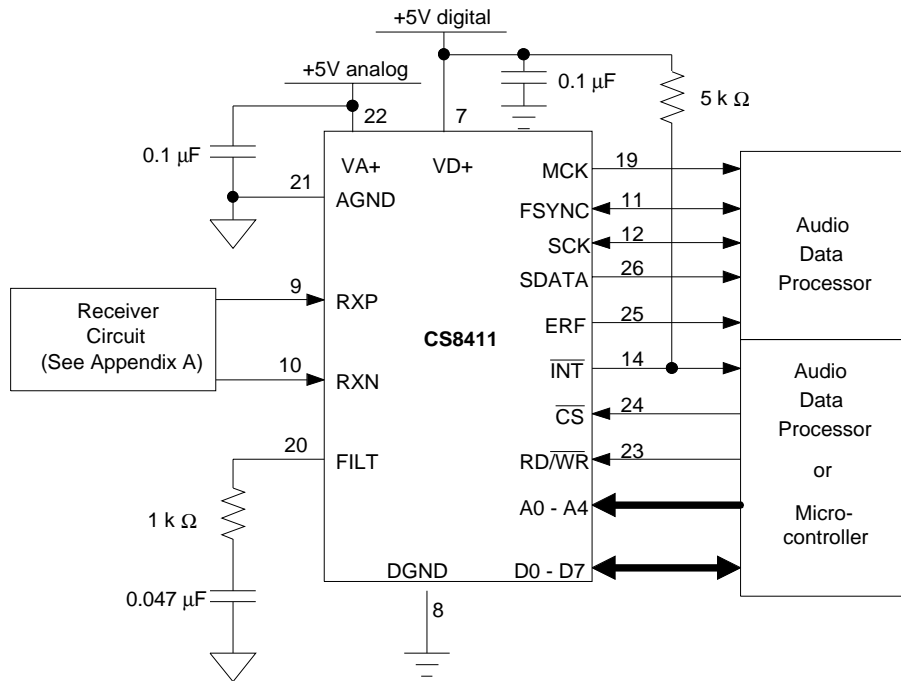 +5V digital
+5V analog
0.1 μF
5 k Ω
22
7
0.1 μF
VA+
VD+
MCK
19
21
AGND
FSYNC
11
SCK
12
Audio
Data
Processor
SDATA
26
9
RXP
Receiver
Circuit
(See Appendix A)
CS8411
ERF
25
10
RXN
INT
14
Audio
Data
Processor
or
Micro-
controller
CS
24
20
FILT
RD/WR
23
1 k Ω
A0 - A4
DGND
D0 - D7
0.047 μF
8